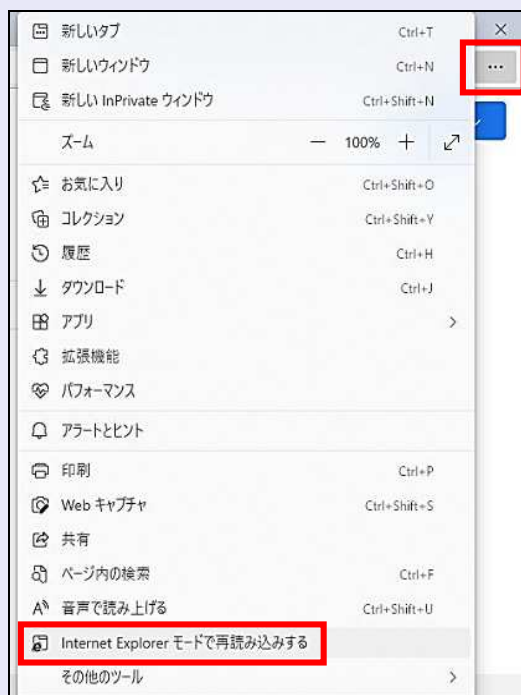 新しいタブ Ctrl+T
新しいウィンドウ Ctrl+N
新しい InPrivate ウィンドウ Ctrl+Shift+N
ズーム — 100% +
お気に入り Ctrl+Shift+O
コレクション Ctrl+Shift+Y
履歴 Ctrl+H
ダウンロード Ctrl+J
アプリ
拡張機能
パフォーマンス
アラートとヒント
印刷 Ctrl+P
Web キャプチャ Ctrl+Shift+S
共有
ページ内の検索 Ctrl+F
音声で読み上げる Ctrl+Shift+U
Internet Explorer モードで再読み込みする
その他のツール